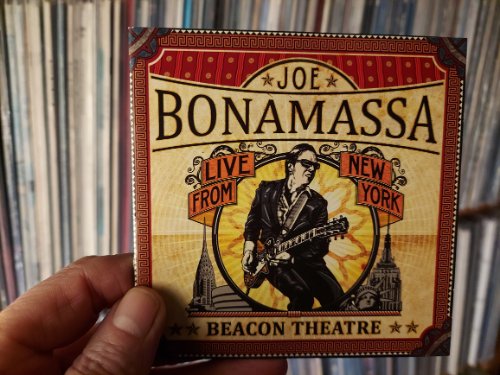 JOE
BONAMASSA
LIVE NEW
FROM YORK
BEACON THEATRE